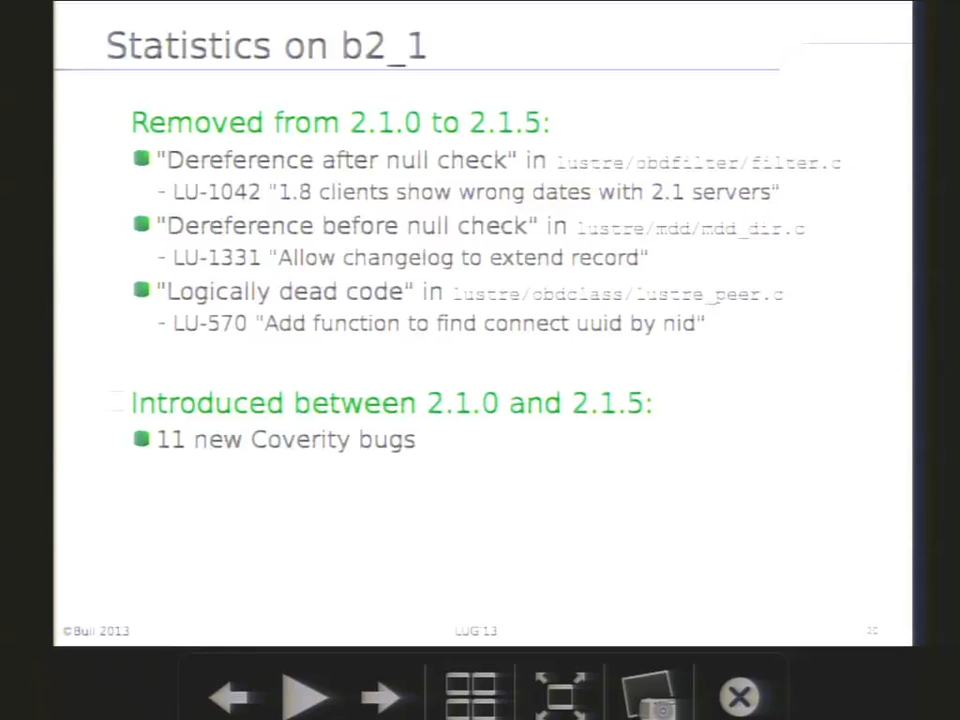 Statistics on b2_1
Removed from 2.1.0 to 2.1.5:
"Dereference after null check" in lustre/obdfilter/filter.c
- LU-1042 "1.8 clients show wrong dates with 2.1 servers"
"Dereference before null check" in lustre/mdd/mdd_dir.c
- LU-1331 "Allow changelog to extend record"
"Logically dead code" in lustre/obdclass/lustre_peer.c
- LU-570 "Add function to find connect uuid by nid"
Introduced between 2.1.0 and 2.1.5:
11 new Coverity bugs
©Bull 2013
LUG'13